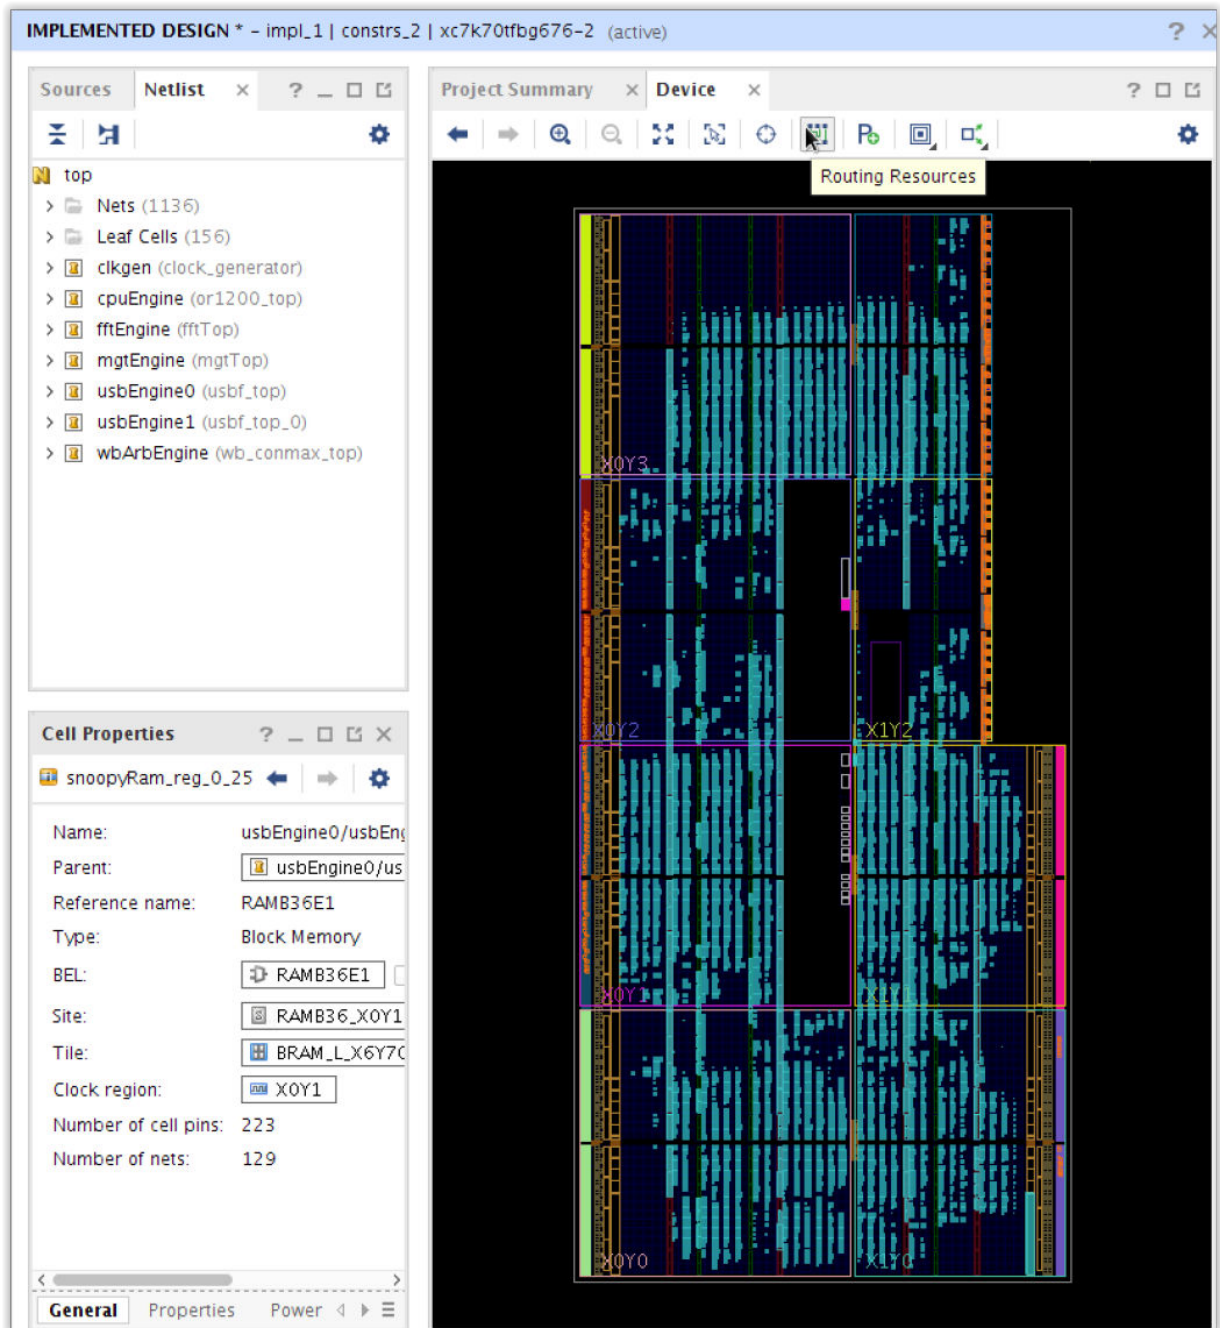 IMPLEMENTED DESIGN * - impl_1 | constrs_2 | xc7k70tfbg676-2 (active)
Sources Netlist
top
Nets (1136)
Leaf Cells (156)
clkgen (clock_generator)
cpuEngine (or1200_top)
fftEngine (fftTop)
mgtEngine (mgtTop)
usbEngine0 (usbf_top)
usbEngine1 (usbf_top_0)
wbArbEngine (wb_conmax_top)
Cell Properties
snoopyRam_reg_0_25
Name: usbEngine0/usbEng
Parent: usbEngine0/us
Reference name: RAMB36E1
Type: Block Memory
BEL: RAMB36E1
Site: RAMB36_X0Y1
Tile: BRAM_L_X6Y70
Clock region: X0Y1
Number of cell pins: 223
Number of nets: 129
General Properties Power
Project Summary Device
Routing Resources
X0Y3
X0Y2 X1Y2
X0Y1 X1Y1
X0Y0 X1Y0